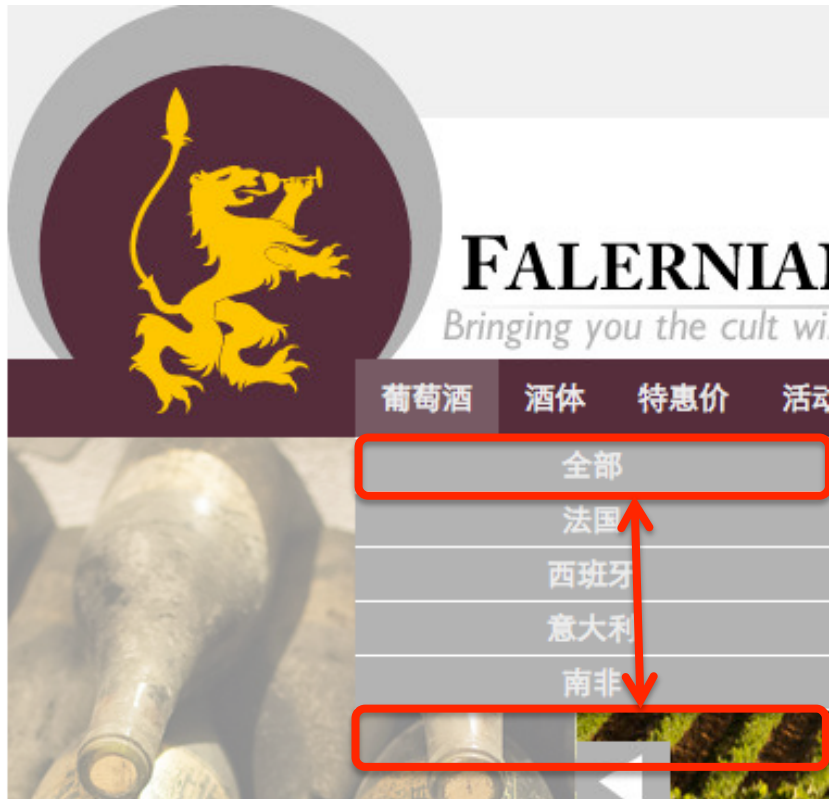 FALERNIA
Bringing you the cult wi
葡萄酒 酒体 特惠价 活动
全部
法国
西班牙
意大利
南非